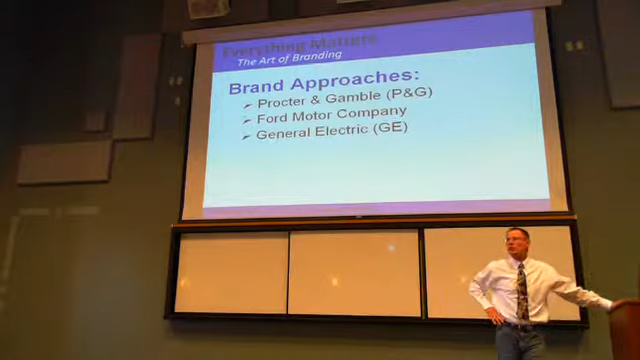 Everything Matters
The Art of Branding
Brand Approaches:
➢ Procter & Gamble (P&G)
➢ Ford Motor Company
➢ General Electric (GE)